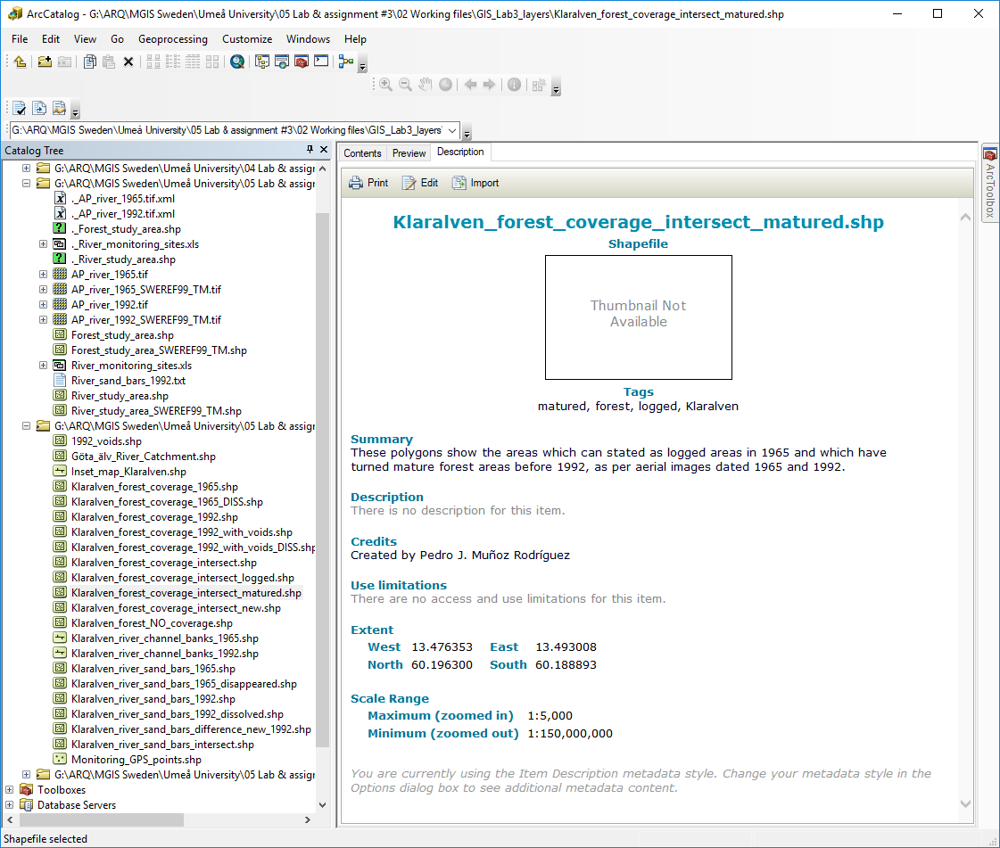 ArcCatalog - G:\ARQ\MGIS Sweden\Umeå University\05 Lab & assignment #3\02 Working files\GIS_Lab3_layers\Klaralven_forest_coverage_intersect_matured.shp
File Edit View Go Geoprocessing Customize Windows Help
G:\ARQ\MGIS Sweden\Umeå University\05 Lab & assignment #3\02 Working files\GIS_Lab3_layers\
Catalog Tree
G:\ARQ\MGIS Sweden\Umeå University\04 Lab & assigr
G:\ARQ\MGIS Sweden\Umeå University\05 Lab & assigr
._AP_river_1965.tif.xml
._AP_river_1992.tif.xml
._Forest_study_area.shp
._River_monitoring_sites.xls
._River_study_area.shp
AP_river_1965.tif
AP_river_1965_SWEREF99_TM.tif
AP_river_1992.tif
AP_river_1992_SWEREF99_TM.tif
Forest_study_area.shp
Forest_study_area_SWEREF99_TM.shp
River_monitoring_sites.xls
River_sand_bars_1992.txt
River_study_area.shp
River_study_area_SWEREF99_TM.shp
G:\ARQ\MGIS Sweden\Umeå University\05 Lab & assigr
1992_voids.shp
Göta_älv_River_Catchment.shp
Inset_map_Klaralven.shp
Klaralven_forest_coverage_1965.shp
Klaralven_forest_coverage_1965_DISS.shp
Klaralven_forest_coverage_1992.shp
Klaralven_forest_coverage_1992_with_voids.shp
Klaralven_forest_coverage_1992_with_voids_DISS.shp
Klaralven_forest_coverage_intersect.shp
Klaralven_forest_coverage_intersect_logged.shp
Klaralven_forest_coverage_intersect_matured.shp
Klaralven_forest_coverage_intersect_new.shp
Klaralven_forest_NO_coverage.shp
Klaralven_river_channel_banks_1965.shp
Klaralven_river_channel_banks_1992.shp
Klaralven_river_sand_bars_1965.shp
Klaralven_river_sand_bars_1965_disappeared.shp
Klaralven_river_sand_bars_1992.shp
Klaralven_river_sand_bars_1992_dissolved.shp
Klaralven_river_sand_bars_difference_new_1992.shp
Klaralven_river_sand_bars_intersect.shp
Monitoring_GPS_points.shp
G:\ARQ\MGIS Sweden\Umeå University\05 Lab & assigr
Toolboxes
Database Servers
Shapefile selected
Contents Preview Description
Print Edit Import
Klaralven_forest_coverage_intersect_matured.shp
Shapefile
Thumbnail Not
Available
Tags
matured, forest, logged, Klaralven
Summary
These polygons show the areas which can stated as logged areas in 1965 and which have
turned mature forest areas before 1992, as per aerial images dated 1965 and 1992.
Description
There is no description for this item.
Credits
Created by Pedro J. Muñoz Rodríguez
Use limitations
There are no access and use limitations for this item.
Extent
West 13.476353 East 13.493008
North 60.196300 South 60.188893
Scale Range
Maximum (zoomed in) 1:5,000
Minimum (zoomed out) 1:150,000,000
You are currently using the Item Description metadata style. Change your metadata style in the
Options dialog box to see additional metadata content.
ArcToolbox